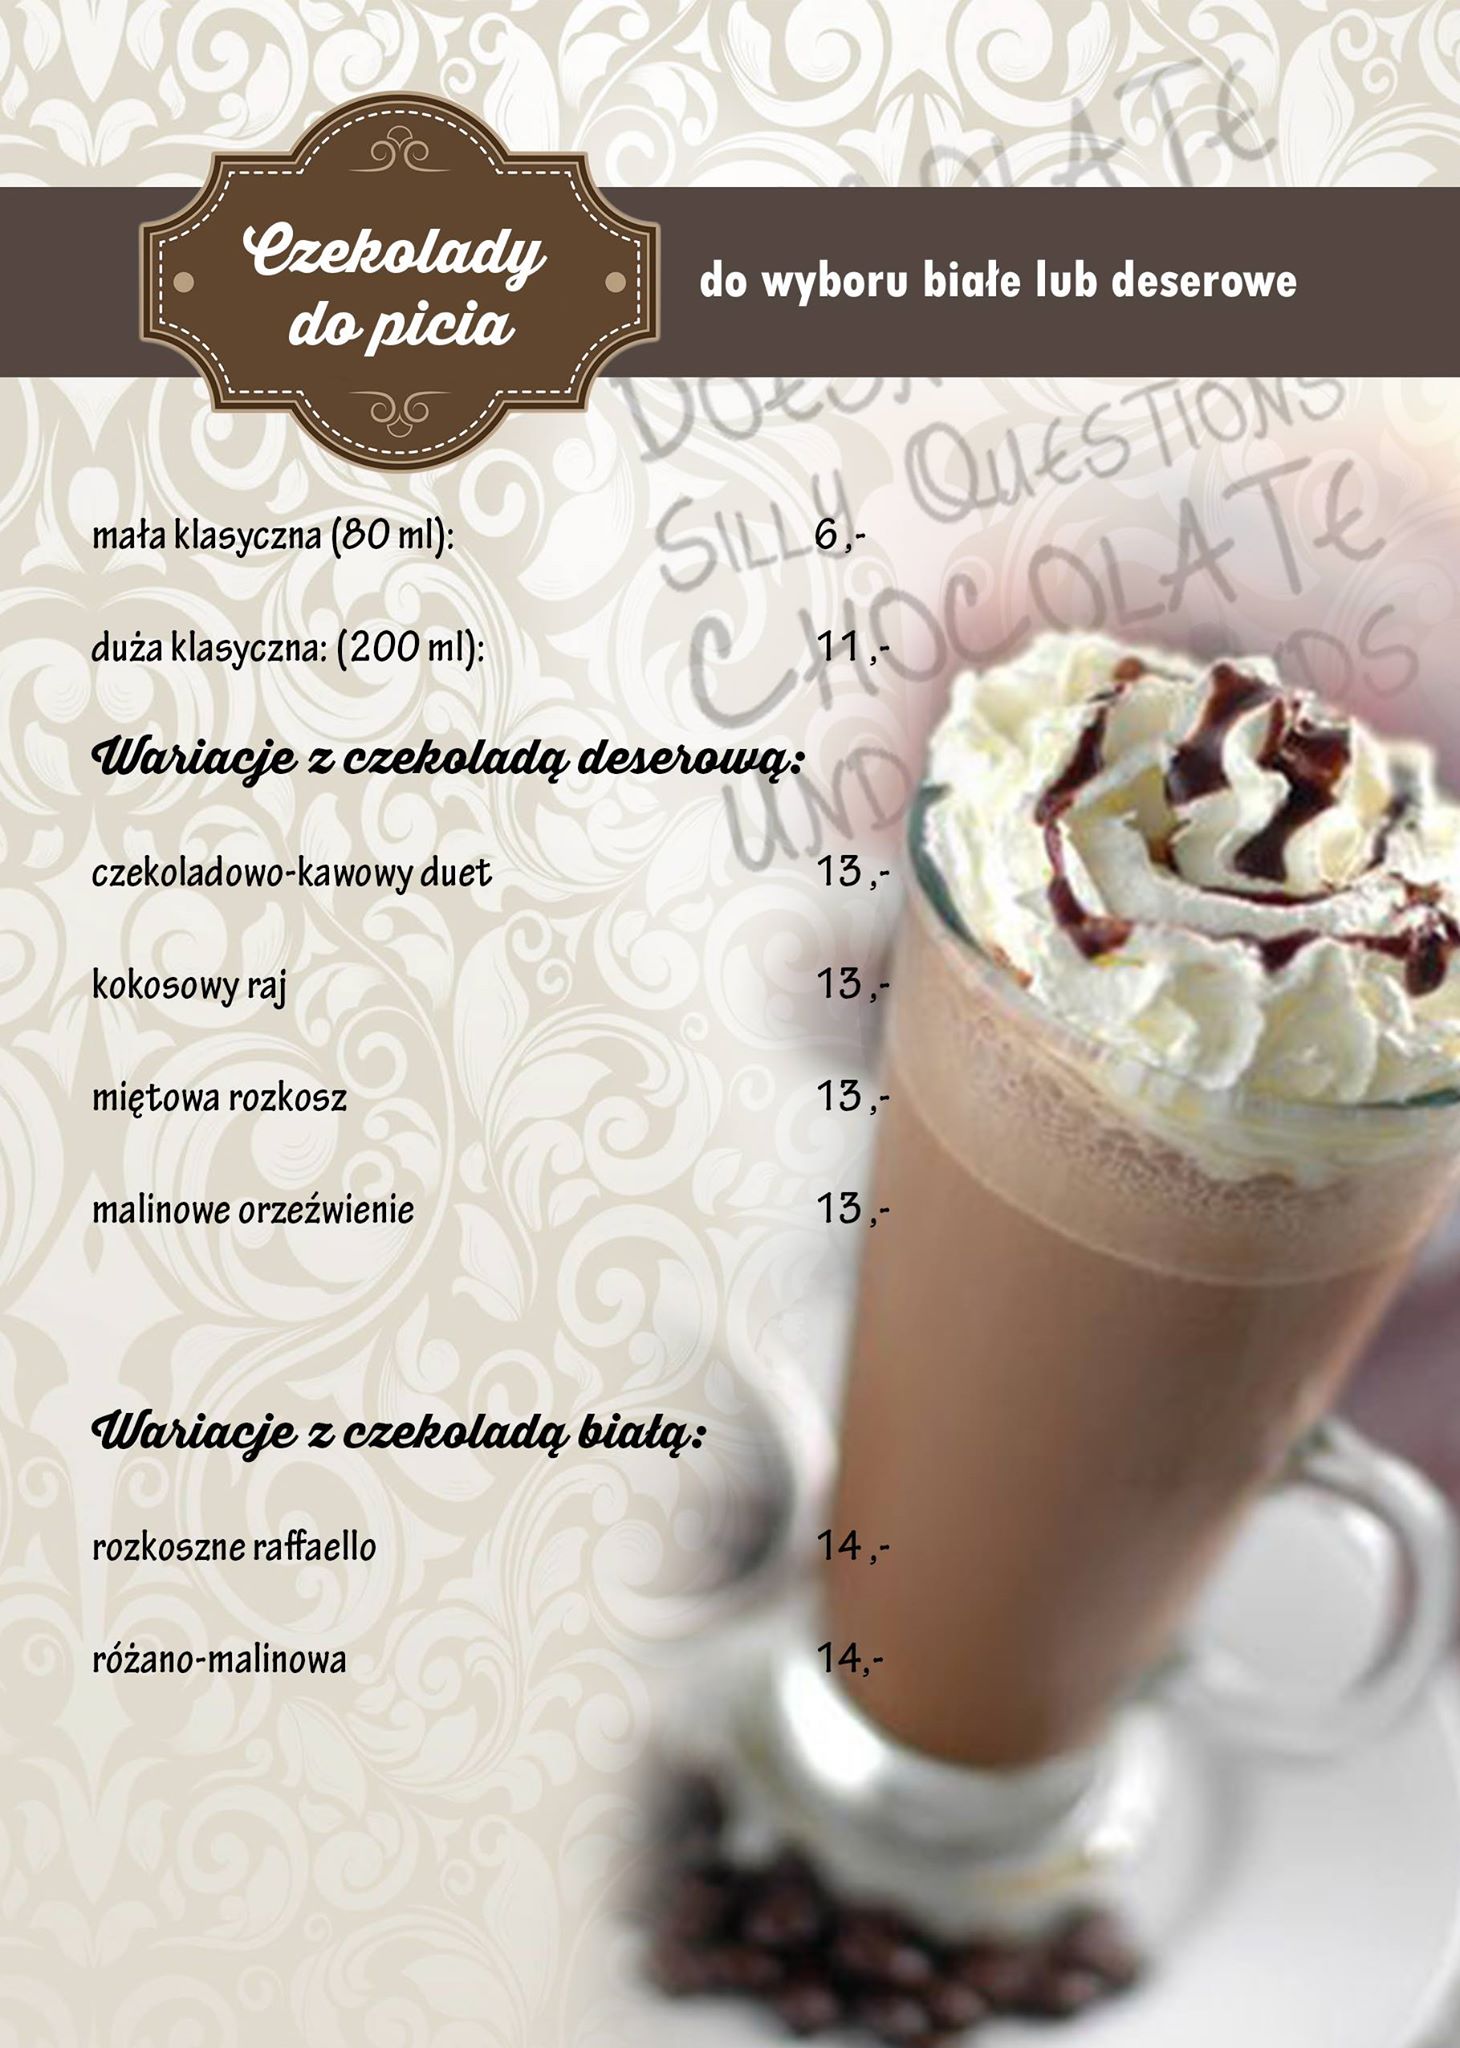 Czekolady
do picia
do wyboru białe lub deserowe
CHOCOLATE
SILLY QUESTIONS
mała klasyczna (80 ml): 6,-
duża klasyczna: (200 ml): 11,-
Wariacje z czekoladą deserową:
czekoladowo-kawowy duet 13,-
kokosowy raj 13,-
miętowa rozkosz 13,-
malinowe orzeźwienie 13,-
Wariacje z czekoladą białą:
rozkoszne raffaello 14,-
różano-malinowa 14,-